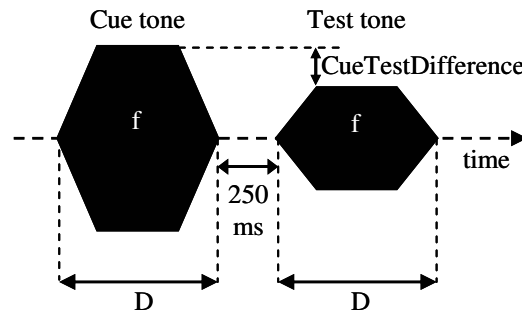 Cue tone
Test tone
CueTestDifference
f
f
time
250
ms
D
D